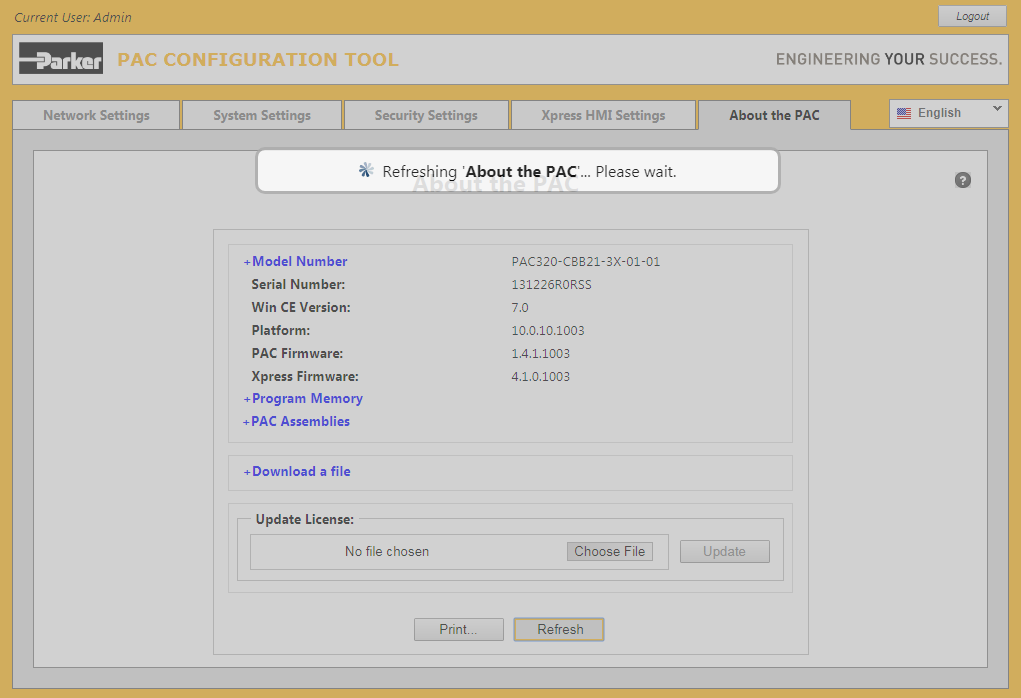 Current User: Admin
Logout
Parker
PAC CONFIGURATION TOOL
ENGINEERING YOUR SUCCESS.
Network Settings
System Settings
Security Settings
Xpress HMI Settings
About the PAC
English
Refreshing 'About the PAC'... Please wait.
About the PAC
?
+Model Number PAC320-CBB21-3X-01-01
Serial Number: 131226R0RSS
Win CE Version: 7.0
Platform: 10.0.10.1003
PAC Firmware: 1.4.1.1003
Xpress Firmware: 4.1.0.1003
+Program Memory
+PAC Assemblies
+Download a file
Update License:
No file chosen Choose File Update
Print... Refresh